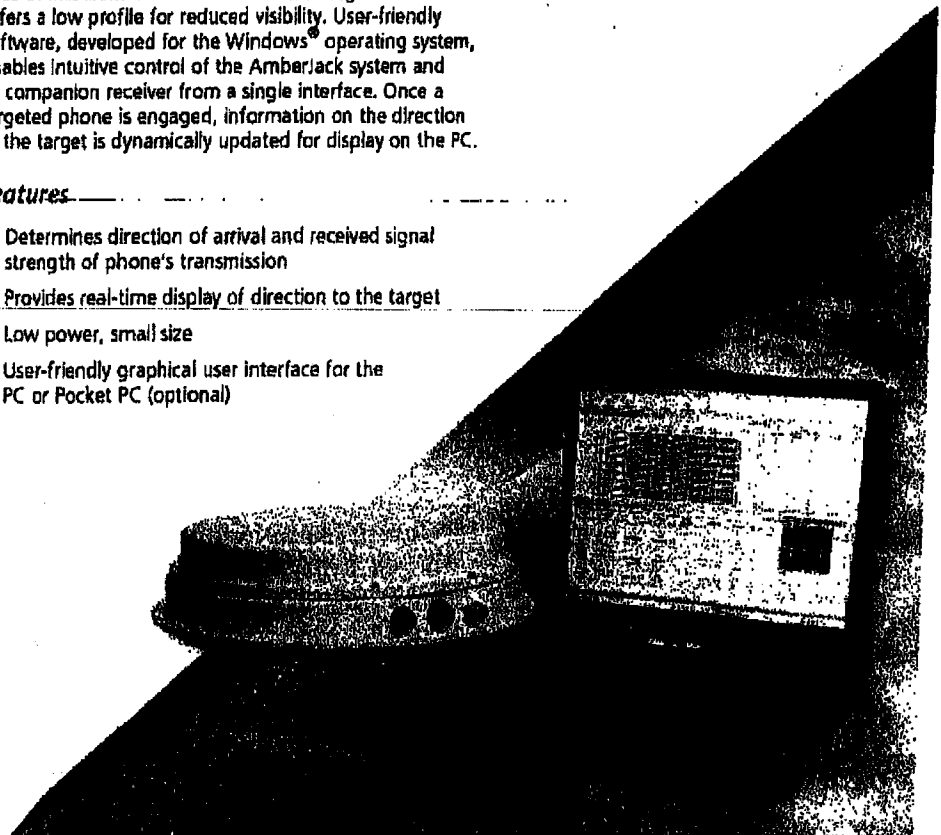 fers a low profile for reduced visibility. User-friendly
ftware, developed for the Windows® operating system,
ables intuitive control of the AmberJack system and
companion receiver from a single interface. Once a
rgeted phone is engaged, information on the direction
the target is dynamically updated for display on the PC.
eatures
Determines direction of arrival and received signal
strength of phone's transmission
Provides real-time display of direction to the target
Low power, small size
User-friendly graphical user interface for the
PC or Pocket PC (optional)